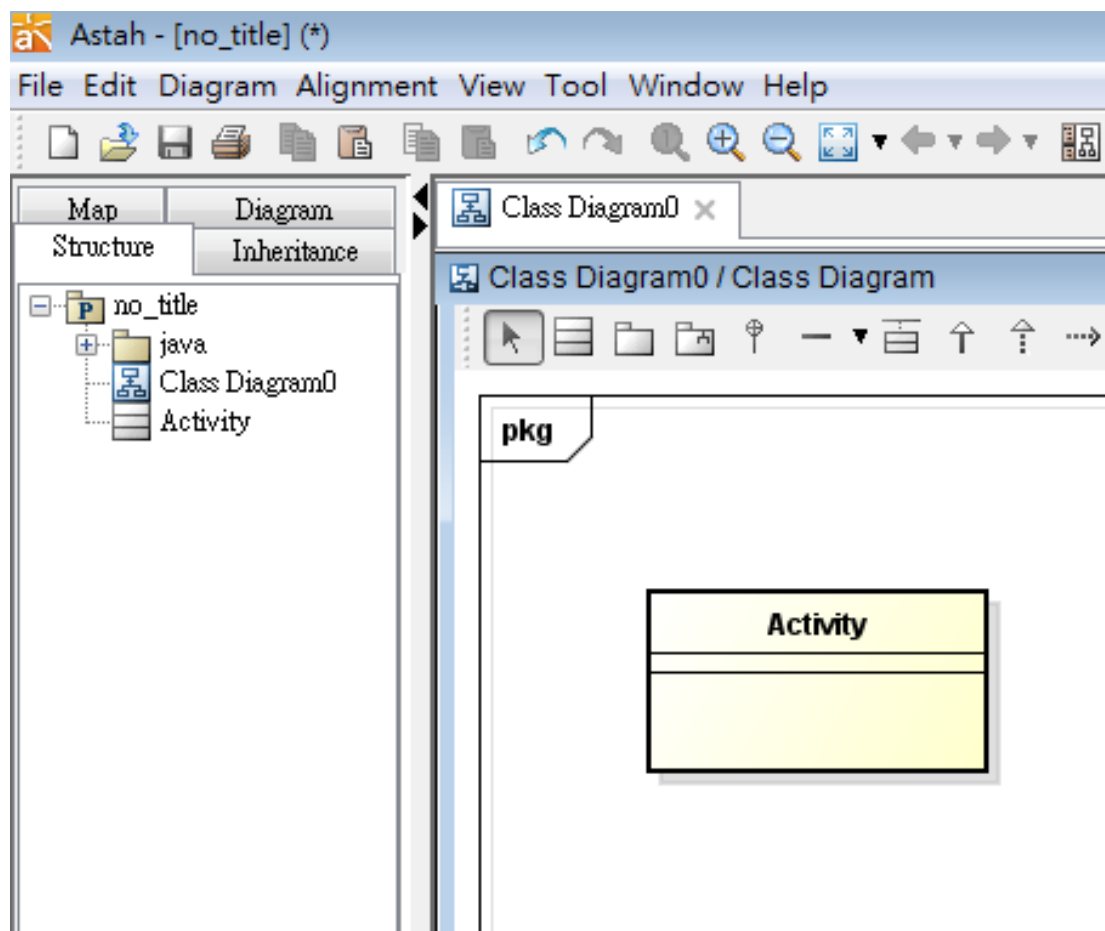 Astah - [no_title] (*)
File Edit Diagram Alignment View Tool Window Help
Map Diagram
Structure Inheritance
no_title
java
Class Diagram0
Activity
Class Diagram0
Class Diagram0 / Class Diagram
pkg
Activity